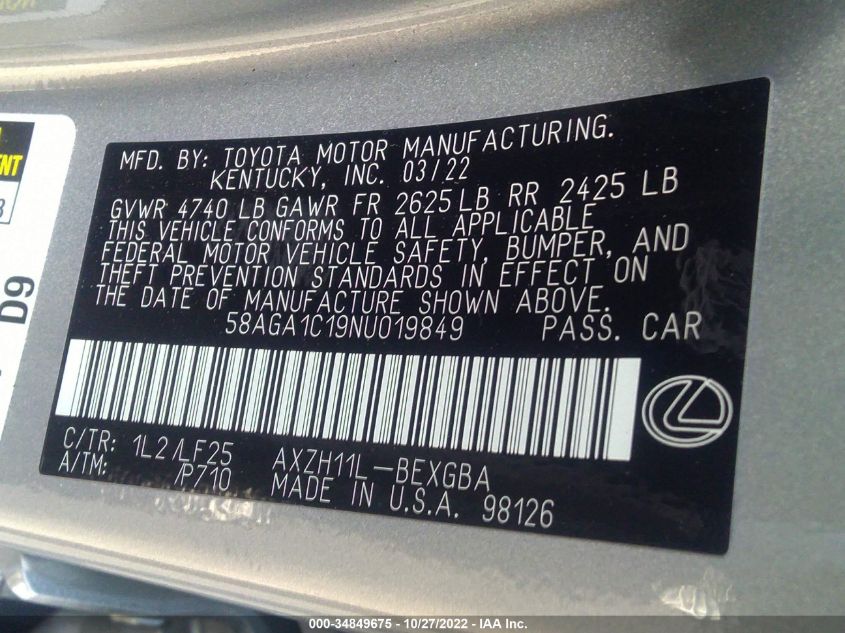 MFD. BY: TOYOTA MOTOR MANUFACTURING.
KENTUCKY, INC. 03/22
GVWR 4740 LB GAWR FR 2625 LB RR 2425 LB
THIS VEHICLE CONFORMS TO ALL APPLICABLE
FEDERAL MOTOR VEHICLE SAFETY, BUMPER, AND
THEFT PREVENTION STANDARDS IN EFFECT ON
THE DATE OF MANUFACTURE SHOWN ABOVE.
58AGA1C19NU019849 PASS. CAR
C/TR: 1L2/LF25 AXZH11L-BEXGBA
A/TM: /P710 MADE IN U.S.A. 98126
D9
000-34849675 - 10/27/2022 - IAA Inc.